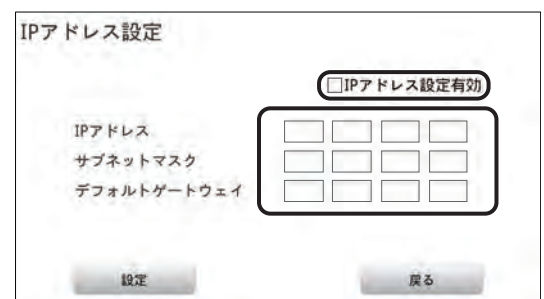 IPアドレス設定
□IPアドレス設定有効
IPアドレス
サブネットマスク
デフォルトゲートウェイ
設定
戻る